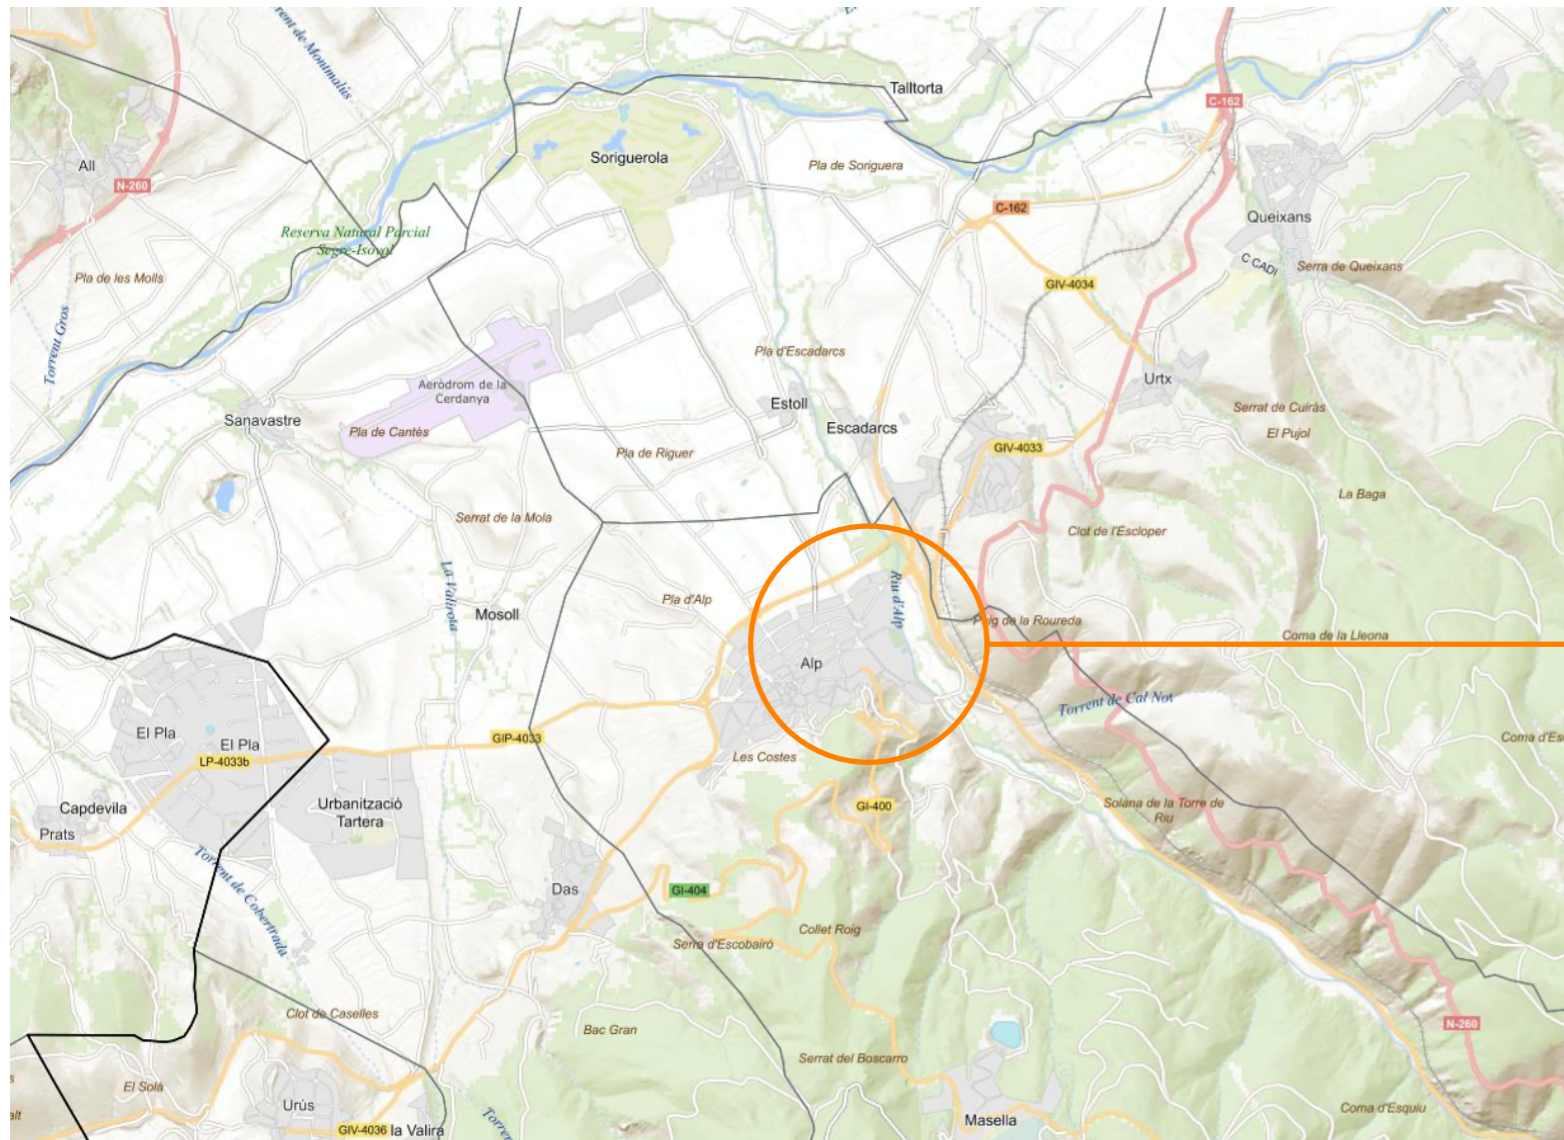 Torrent de Montmalús
Talltorta
C-162
All
N-260
Soriguerola
Pla de Soriguera
C-162
Queixans
Reserva Natural Parcial
Segre-Isovol
Pla de les Molls
C CADI
Serra de Queixans
GIV-4034
Torrent Gros
Pla d'Escadarcs
Aeròdrom de la
Cerdanya
Urtx
Estoll
Serrat de Cuiràs
Sanavastre
Pla de Cantès
Escadarcs
El Pujol
Pla de Riguer
GIV-4033
La Baga
Serrat de la Mola
Clot de l'Escloper
La Valirola
Riu d'Alp
Pla d'Alp
Mosoll
Puig de la Roureda
Coma de la Lleona
Alp
Torrent de Cal Not
El Pla
El Pla
GIP-4033
LP-4033b
Les Costes
Capdevila
Prats
Urbanització
Tartera
GI-400
Solana de la Torre de
Riu
Torrent de Cobertrada
Das
GI-404
Collet Roig
Serra d'Escobairó
Clot de Caselles
Bac Gran
N-260
Serrat del Boscarro
El Solà
Urús
GIV-4036
la Valira
Masella
Coma d'Esquiu